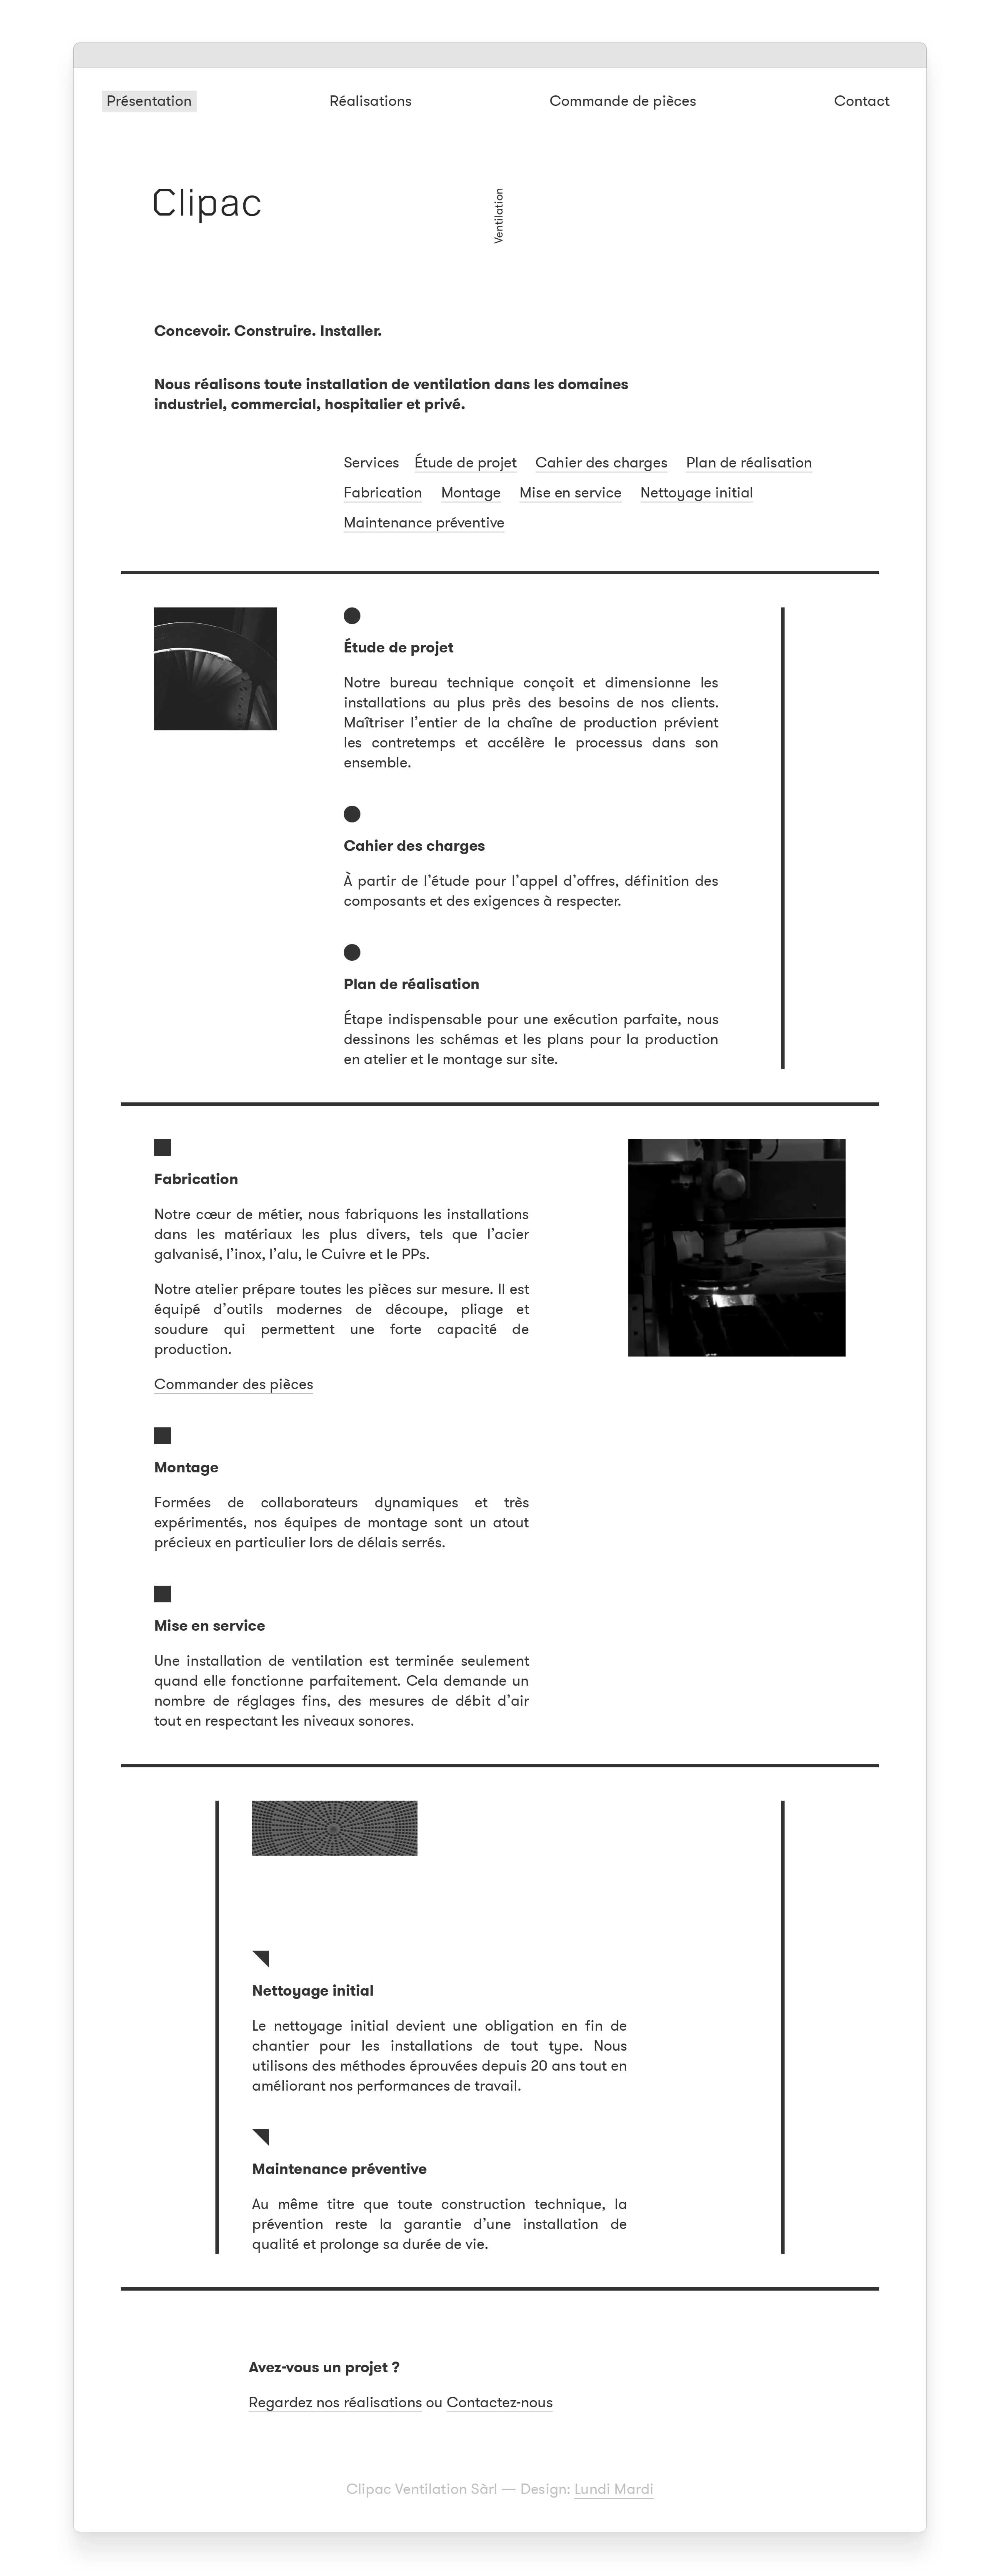 Présentation
Réalisations
Commande de pièces
Contact
Clipac
Ventilation
Concevoir. Construire. Installer.
Nous réalisons toute installation de ventilation dans les domaines
industriel, commercial, hospitalier et privé.
Services Étude de projet Cahier des charges Plan de réalisation
Fabrication Montage Mise en service Nettoyage initial
Maintenance préventive
Étude de projet
Notre bureau technique conçoit et dimensionne les
installations au plus près des besoins de nos clients.
Maîtriser l’entier de la chaîne de production prévient
les contretemps et accélère le processus dans son
ensemble.
Cahier des charges
À partir de l’étude pour l’appel d’offres, définition des
composants et des exigences à respecter.
Plan de réalisation
Étape indispensable pour une exécution parfaite, nous
dessinons les schémas et les plans pour la production
en atelier et le montage sur site.
Fabrication
Notre cœur de métier, nous fabriquons les installations
dans les matériaux les plus divers, tels que l’acier
galvanisé, l’inox, l’alu, le Cuivre et le PPs.
Notre atelier prépare toutes les pièces sur mesure. Il est
équipé d’outils modernes de découpe, pliage et
soudure qui permettent une forte capacité de
production.
Commander des pièces
Montage
Formées de collaborateurs dynamiques et très
expérimentés, nos équipes de montage sont un atout
précieux en particulier lors de délais serrés.
Mise en service
Une installation de ventilation est terminée seulement
quand elle fonctionne parfaitement. Cela demande un
nombre de réglages fins, des mesures de débit d’air
tout en respectant les niveaux sonores.
Nettoyage initial
Le nettoyage initial devient une obligation en fin de
chantier pour les installations de tout type. Nous
utilisons des méthodes éprouvées depuis 20 ans tout en
améliorant nos performances de travail.
Maintenance préventive
Au même titre que toute construction technique, la
prévention reste la garantie d’une installation de
qualité et prolonge sa durée de vie.
Avez-vous un projet ?
Regardez nos réalisations ou Contactez-nous
Clipac Ventilation Sàrl — Design: Lundi Mardi